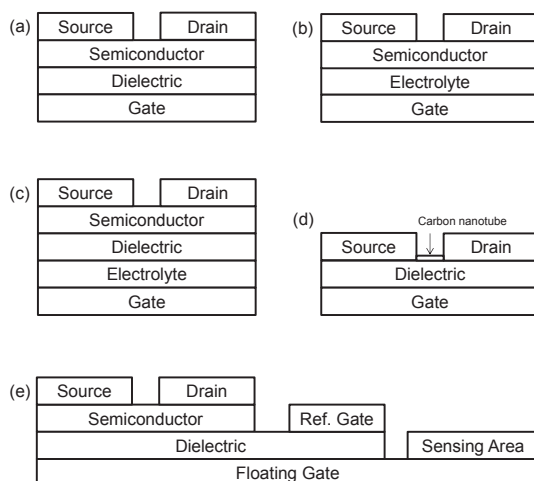 (a)
Source Drain
Semiconductor
Dielectric
Gate
(b)
Source Drain
Semiconductor
Electrolyte
Gate
(c)
Source Drain
Semiconductor
Dielectric
Electrolyte
Gate
(d)
Carbon nanotube
Source Drain
Dielectric
Gate
(e)
Source Drain
Semiconductor Ref. Gate
Dielectric Sensing Area
Floating Gate